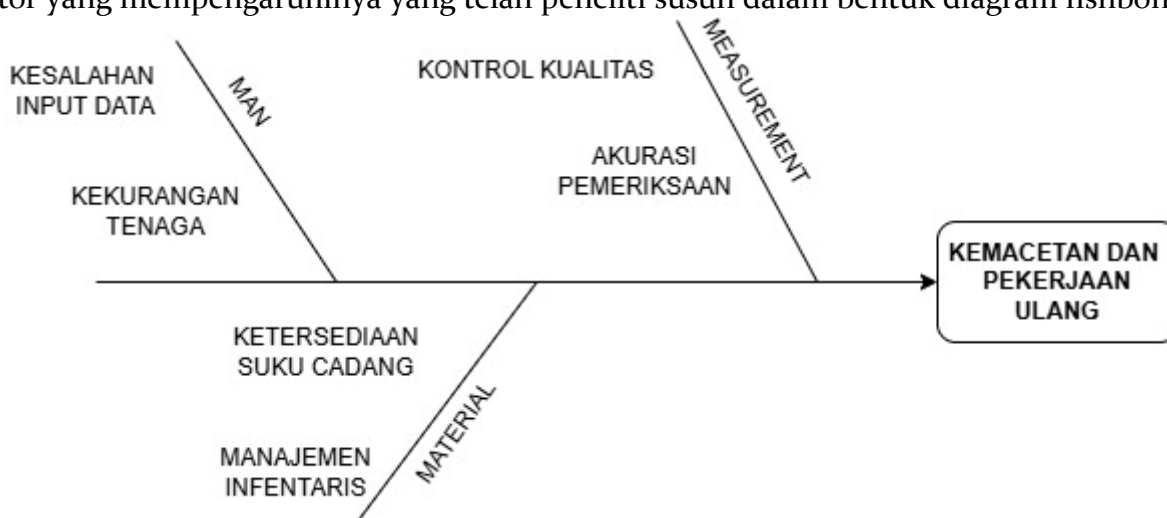 tor yang mempengaruhinya yang telah peneliti susun dalam bentuk diagram fishbon
KESALAHAN
INPUT DATA
MAN
KEKURANGAN
TENAGA
KONTROL KUALITAS
MEASUREMENT
AKURASI
PEMERIKSAAN
KEMACETAN DAN
PEKERJAAN
ULANG
KETERSEDIAAN
SUKU CADANG
MATERIAL
MANAJEMEN
INFENTARIS